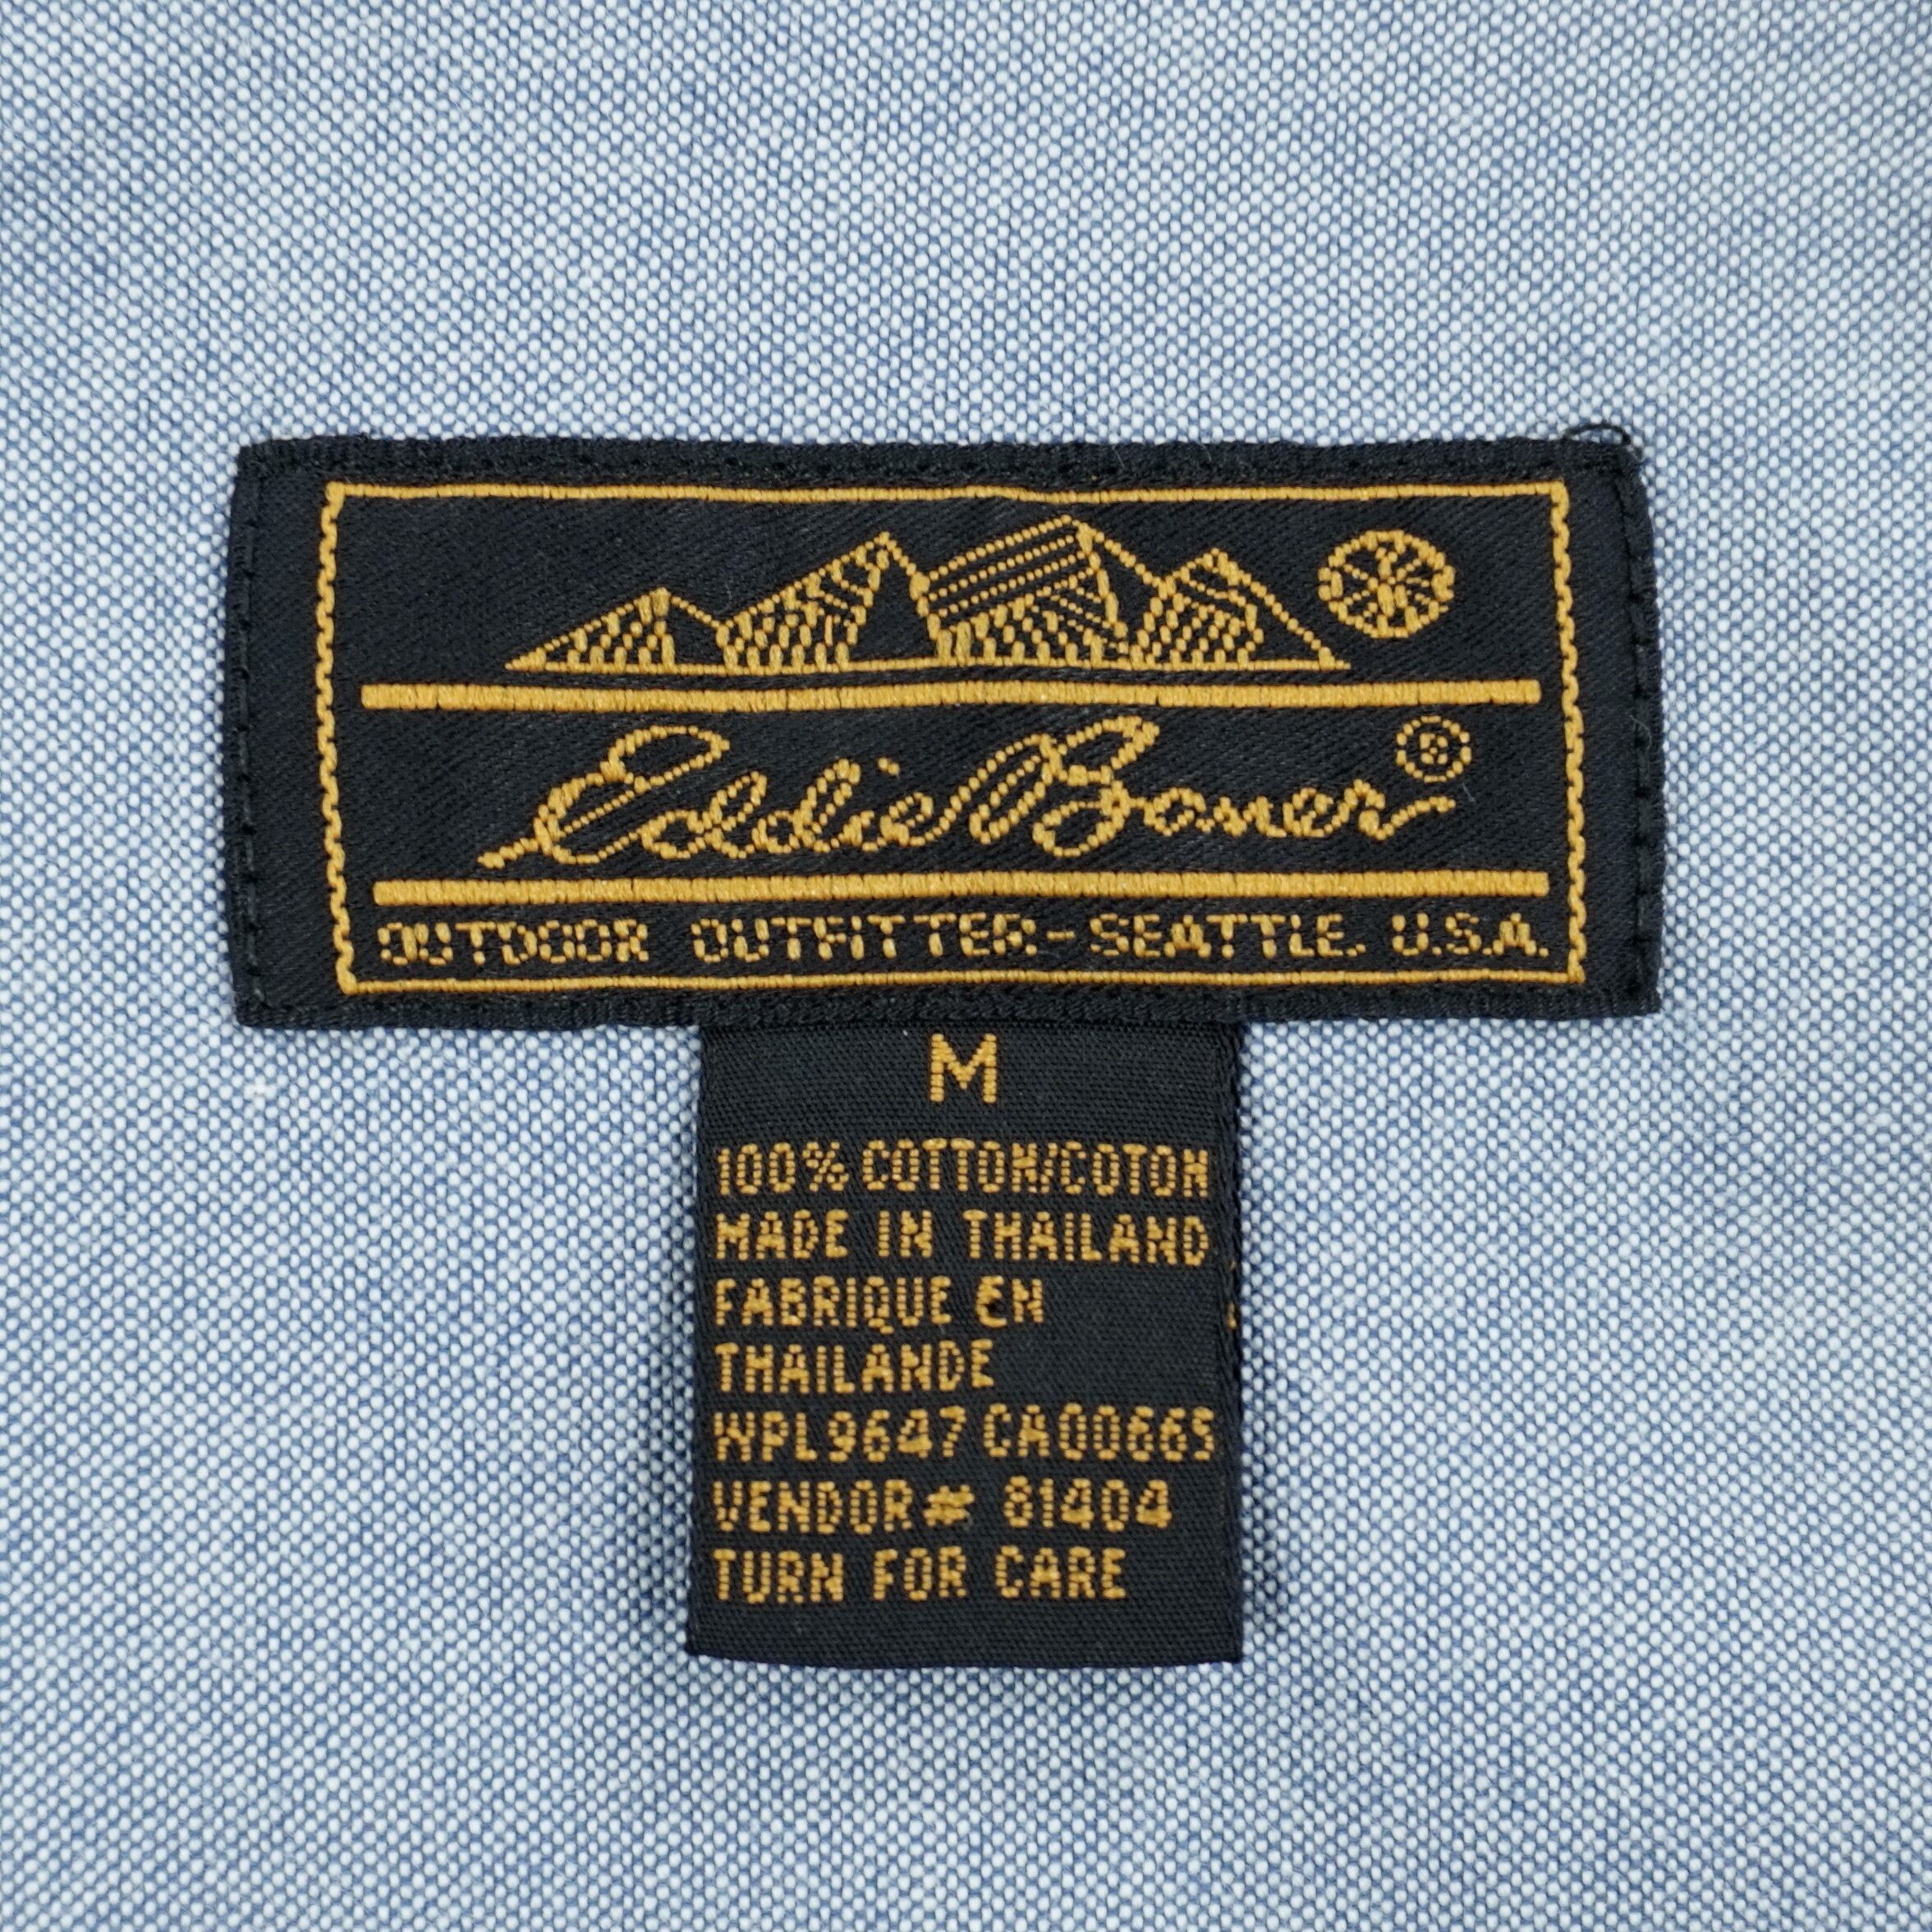 Eddie Bauer®
OUTDOOR OUTFITTER-SEATTLE, U.S.A.
M
100% COTTON/COTON
MADE IN THAILAND
FABRIQUE EN
THAILANDE
WPL9647 CA00665
VENDOR# 81404
TURN FOR CARE